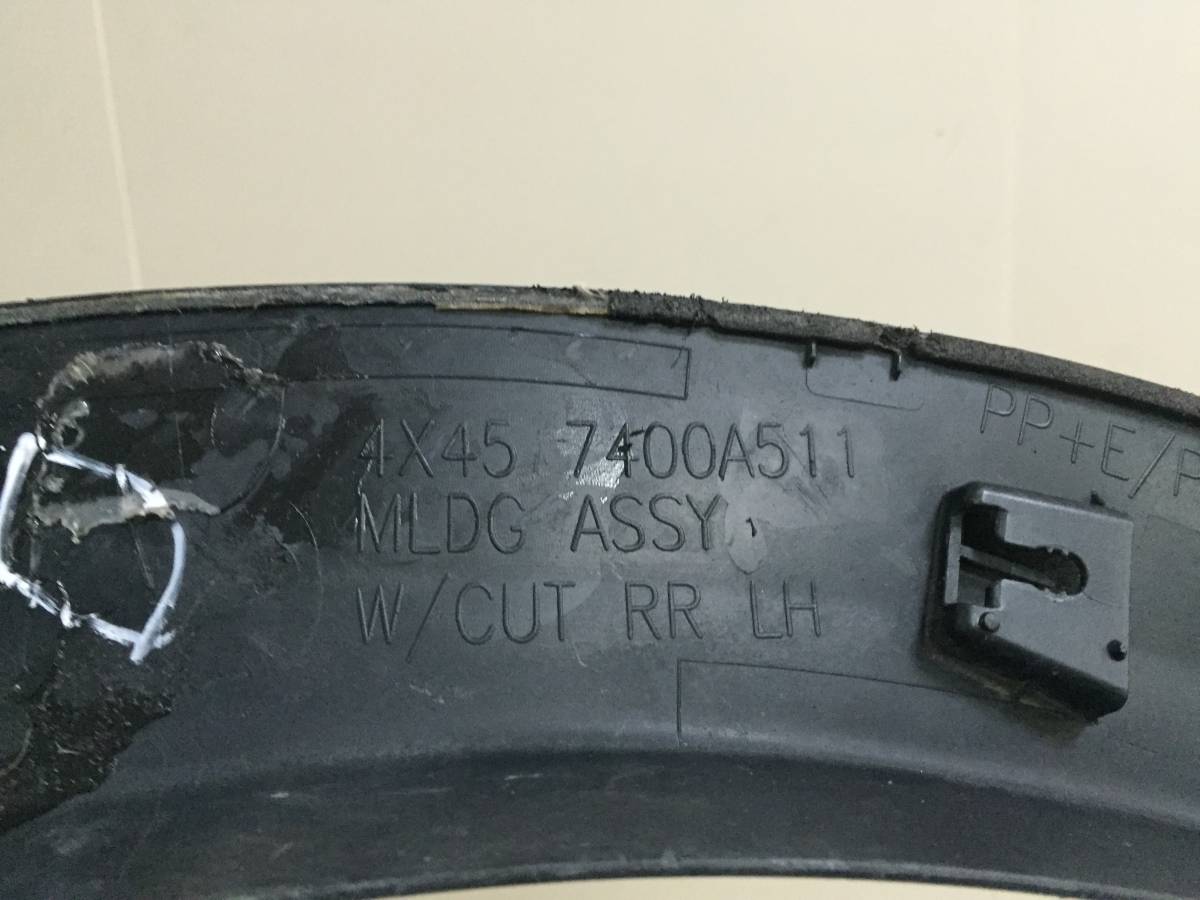 4X45 7400A511
MLDG ASSY,
W/CUT RR LH
PP+E/P